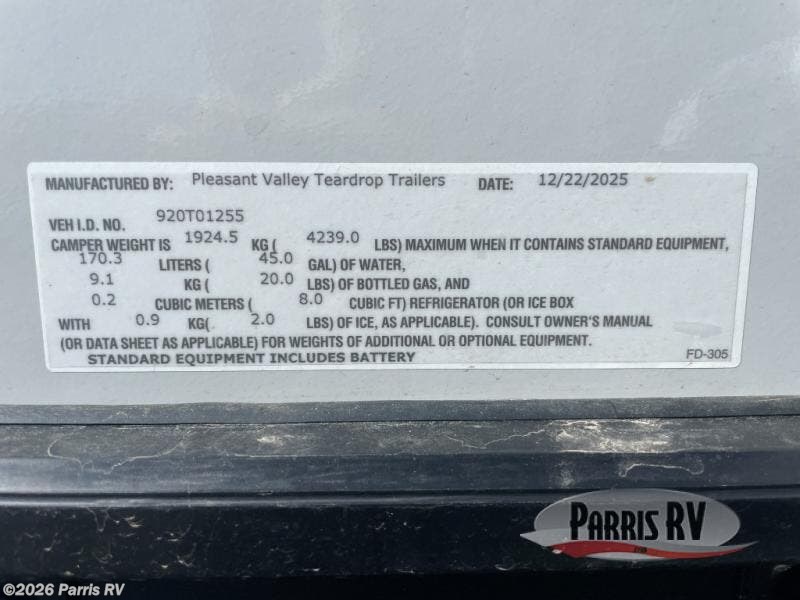 MANUFACTURED BY: Pleasant Valley Teardrop Trailers DATE: 12/22/2025
VEH I.D. NO. 920T01255
CAMPER WEIGHT IS 1924.5 KG ( 4239.0 LBS) MAXIMUM WHEN IT CONTAINS STANDARD EQUIPMENT,
170.3 LITERS ( 45.0 GAL) OF WATER,
9.1 KG ( 20.0 LBS) OF BOTTLED GAS, AND
0.2 CUBIC METERS ( 8.0 CUBIC FT) REFRIGERATOR (OR ICE BOX
WITH 0.9 KG( 2.0 LBS) OF ICE, AS APPLICABLE). CONSULT OWNER'S MANUAL
(OR DATA SHEET AS APPLICABLE) FOR WEIGHTS OF ADDITIONAL OR OPTIONAL EQUIPMENT.
STANDARD EQUIPMENT INCLUDES BATTERY FD-305
PARRIS RV
©2026 Parris RV